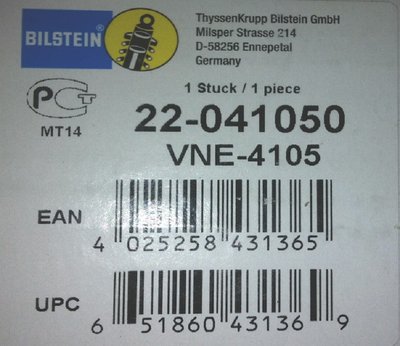 BILSTEIN
ThyssenKrupp Bilstein GmbH
Milsper Strasse 214
D-58256 Ennepetal
Germany
PCT
MT14
1 Stuck / 1 piece
22-041050
VNE-4105
EAN
4 025258 431365
UPC
6 51860 43136 9